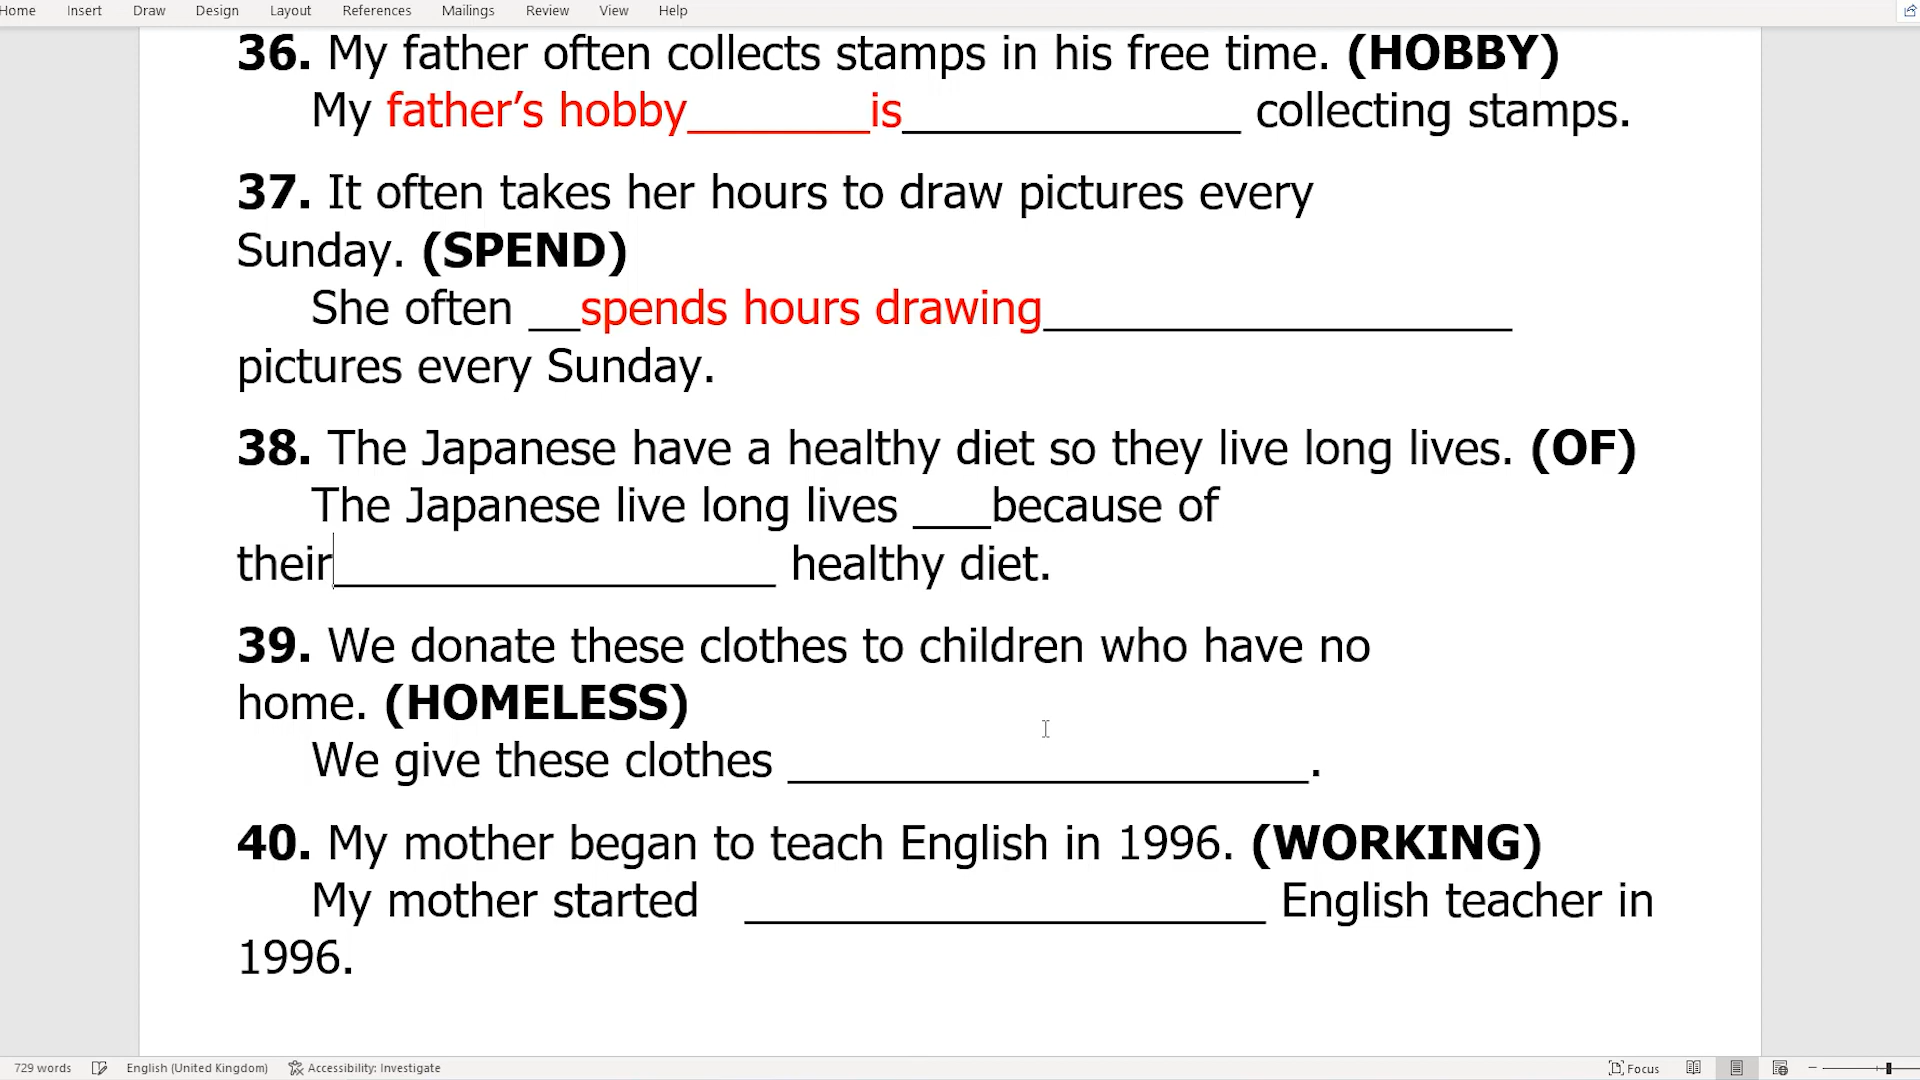 Home Insert Draw Design Layout References Mailings Review View Help
36. My father often collects stamps in his free time. (HOBBY)
My father’s hobby_______is_____________ collecting stamps.
37. It often takes her hours to draw pictures every
Sunday. (SPEND)
She often __spends hours drawing__________________
pictures every Sunday.
38. The Japanese have a healthy diet so they live long lives. (OF)
The Japanese live long lives ___because of
their_________________ healthy diet.
39. We donate these clothes to children who have no
home. (HOMELESS)
We give these clothes ____________________.
40. My mother began to teach English in 1996. (WORKING)
My mother started ____________________ English teacher in
1996.
729 words English (United Kingdom) Accessibility: Investigate Focus